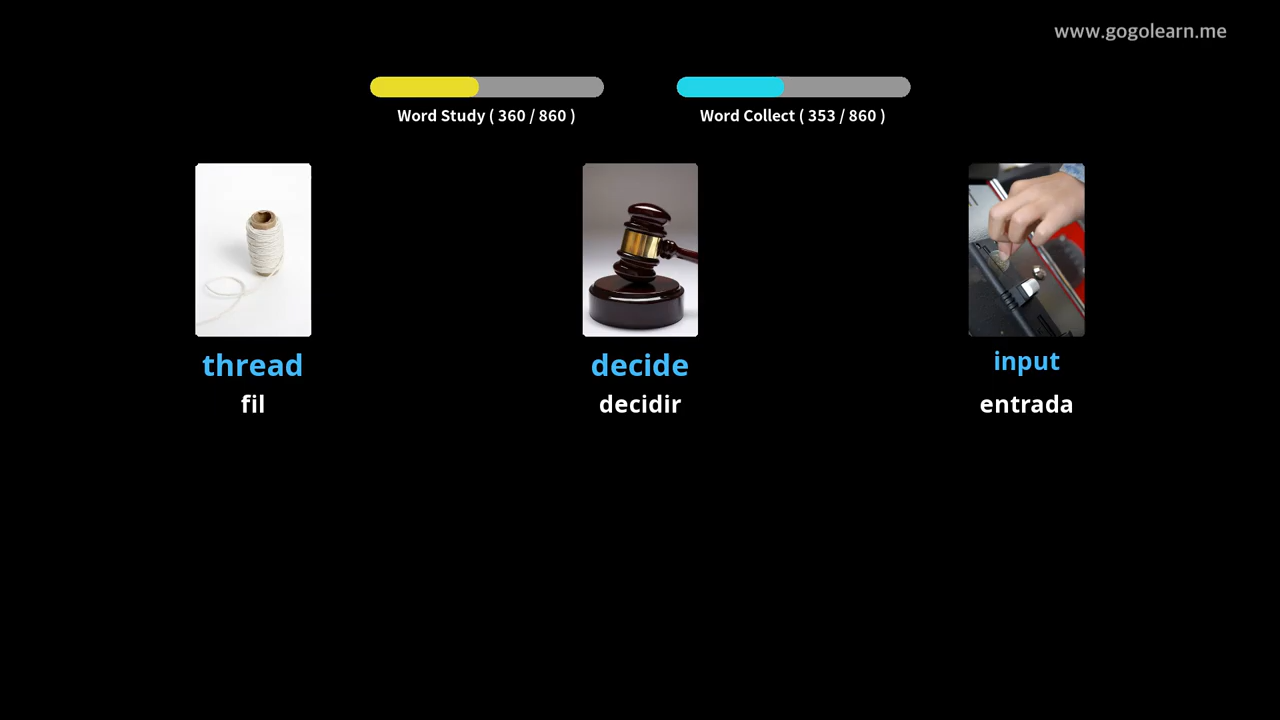 www.gogolearn.me
Word Study ( 360 / 860 )
Word Collect ( 353 / 860 )
thread
fil
decide
decidir
input
entrada